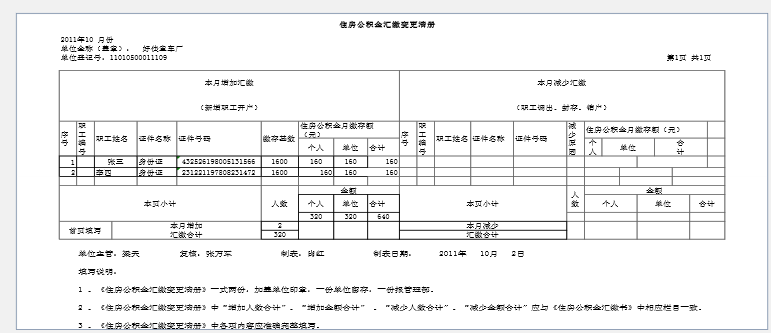 住房公积金汇缴变更清册
2011年10 月份
单位全称（盖章）： 好伙拿车厂
单位登记号：11010500011109 第1页 共1页
本月增加汇缴 本月减少汇缴
（新增职工开户） （职工调出、封存、销户）
序号 职工编号 职工姓名 证件名称 证件号码 缴存基数 住房公积金月缴存额（元） 序号 职工编号 职工姓名 证件名称 证件号码 减少原因 住房公积金月缴存额（元）
个人 单位 合计 个人 单位 合计
1 张三 身份证 432526198005131566 1600 160 160 160
2 李四 身份证 231221197808231472 1600 160 160 160
本页小计 人数 金额 本页小计 人数 金额
个人 单位 合计 个人 单位 合计
320 320 640
首页填写 本月增加 2 本月减少
汇缴合计 320 汇缴合计
单位主管：梁天 复核：张万军 制表：肖红 制表日期： 2011年 10月 2日
填写说明：
1 、《住房公积金汇缴变更清册》一式两份，加盖单位印章，一份单位留存，一份报管理部。
2 、《住房公积金汇缴变更清册》中“增加人数合计”、“增加金额合计” 、“减少人数合计”、“减少金额合计”应与《住房公积金汇缴书》中相应栏目一致。
3 、《住房公积金汇缴变更清册》中各项内容应准确完整填写。